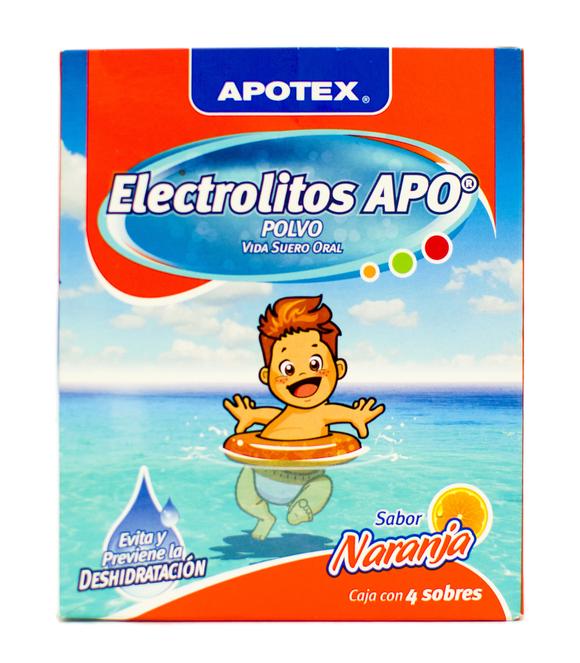 APOTEX®
Electrolitos APO®
POLVO
VIDA SUERO ORAL
Evita y
Previene la
DESHIDRATACIÓN
Sabor
Naranja
Caja con 4 sobres